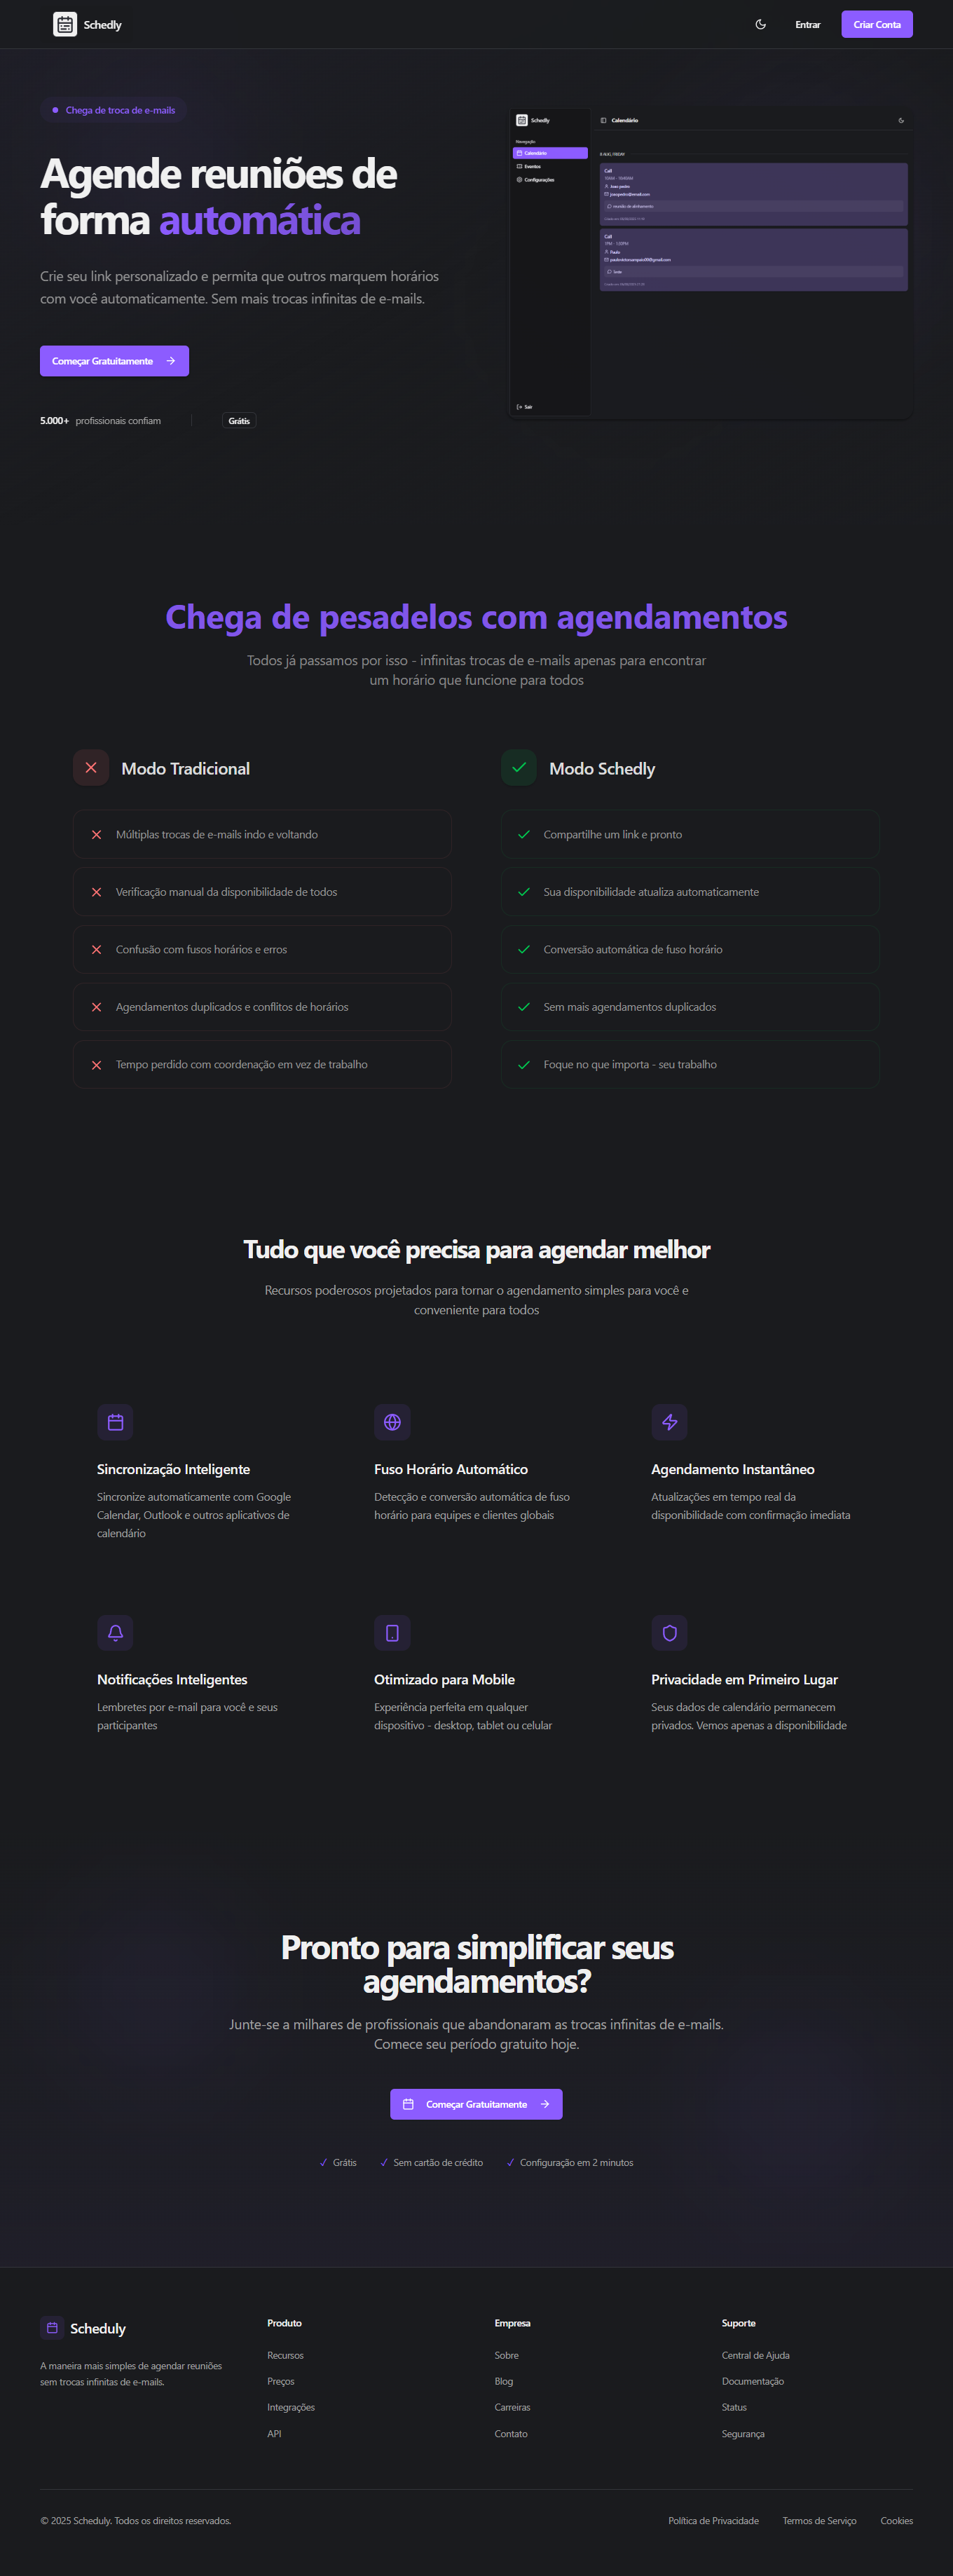 Schedly
Entrar
Criar Conta
Chega de troca de e-mails
Agende reuniões de
forma automática
Crie seu link personalizado e permita que outros marquem horários
com você automaticamente. Sem mais trocas infinitas de e-mails.
Começar Gratuitamente
5.000+ profissionais confiam
Grátis
Schedly
Navegação
Calendário
Eventos
Configurações
Sair
Calendário
Call
reunião de alinhamento
Call
Paulo
Chega de pesadelos com agendamentos
Todos já passamos por isso - infinitas trocas de e-mails apenas para encontrar
um horário que funcione para todos
Modo Tradicional
Múltiplas trocas de e-mails indo e voltando
Verificação manual da disponibilidade de todos
Confusão com fusos horários e erros
Agendamentos duplicados e conflitos de horários
Tempo perdido com coordenação em vez de trabalho
Modo Schedly
Compartilhe um link e pronto
Sua disponibilidade atualiza automaticamente
Conversão automática de fuso horário
Sem mais agendamentos duplicados
Foque no que importa - seu trabalho
Tudo que você precisa para agendar melhor
Recursos poderosos projetados para tornar o agendamento simples para você e
conveniente para todos
Sincronização Inteligente
Sincronize automaticamente com Google
Calendar, Outlook e outros aplicativos de
calendário
Fuso Horário Automático
Detecção e conversão automática de fuso
horário para equipes e clientes globais
Agendamento Instantâneo
Atualizações em tempo real da
disponibilidade com confirmação imediata
Notificações Inteligentes
Lembretes por e-mail para você e seus
participantes
Otimizado para Mobile
Experiência perfeita em qualquer
dispositivo - desktop, tablet ou celular
Privacidade em Primeiro Lugar
Seus dados de calendário permanecem
privados. Vemos apenas a disponibilidade
Pronto para simplificar seus
agendamentos?
Junte-se a milhares de profissionais que abandonaram as trocas infinitas de e-mails.
Comece seu período gratuito hoje.
Começar Gratuitamente
✓ Grátis
✓ Sem cartão de crédito
✓ Configuração em 2 minutos
Scheduly
A maneira mais simples de agendar reuniões
sem trocas infinitas de e-mails.
Produto
Recursos
Preços
Integrações
API
Empresa
Sobre
Blog
Carreiras
Contato
Suporte
Central de Ajuda
Documentação
Status
Segurança
© 2025 Scheduly. Todos os direitos reservados.
Política de Privacidade
Termos de Serviço
Cookies